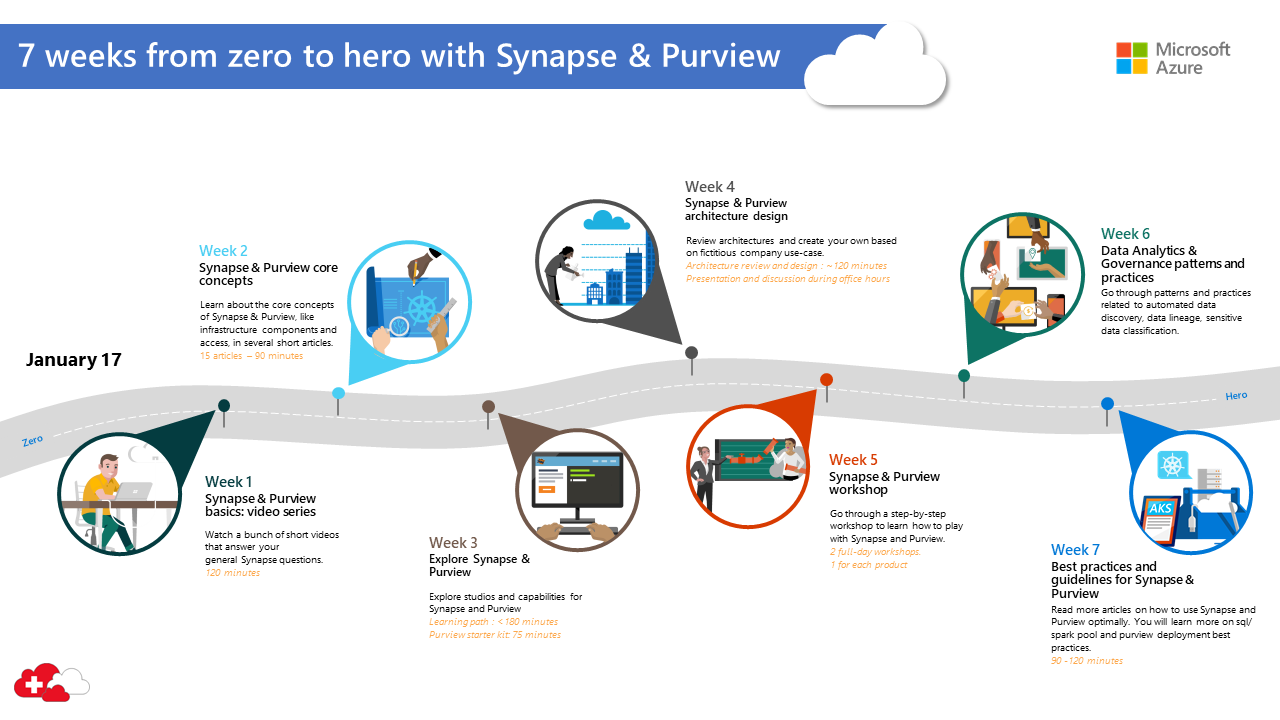 7 weeks from zero to hero with Synapse & Purview
Microsoft
Azure
January 17
Zero
Week 1
Synapse & Purview
basics: video series
Watch a bunch of short videos
that answer your
general Synapse questions.
120 minutes
Week 2
Synapse & Purview core
concepts
Learn about the core concepts
of Synapse & Purview, like
infrastructure components and
access, in several short articles.
15 articles – 90 minutes
Week 3
Explore Synapse &
Purview
Explore studios and capabilities for
Synapse and Purview
Learning path : <180 minutes
Purview starter kit: 75 minutes
Week 4
Synapse & Purview
architecture design
Review architectures and create your own based
on fictitious company use-case.
Architecture review and design : ~120 minutes
Presentation and discussion during office hours
Week 5
Synapse & Purview
workshop
Go through a step-by-step
workshop to learn how to play
with Synapse and Purview.
2 full-day workshops.
1 for each product
Week 6
Data Analytics &
Governance patterns and
practices
Go through patterns and practices
related to automated data
discovery, data lineage, sensitive
data classification.
Hero
AKS
Week 7
Best practices and
guidelines for Synapse &
Purview
Read more articles on how to use Synapse and
Purview optimally. You will learn more on sql/
spark pool and purview deployment best
practices.
90 -120 minutes